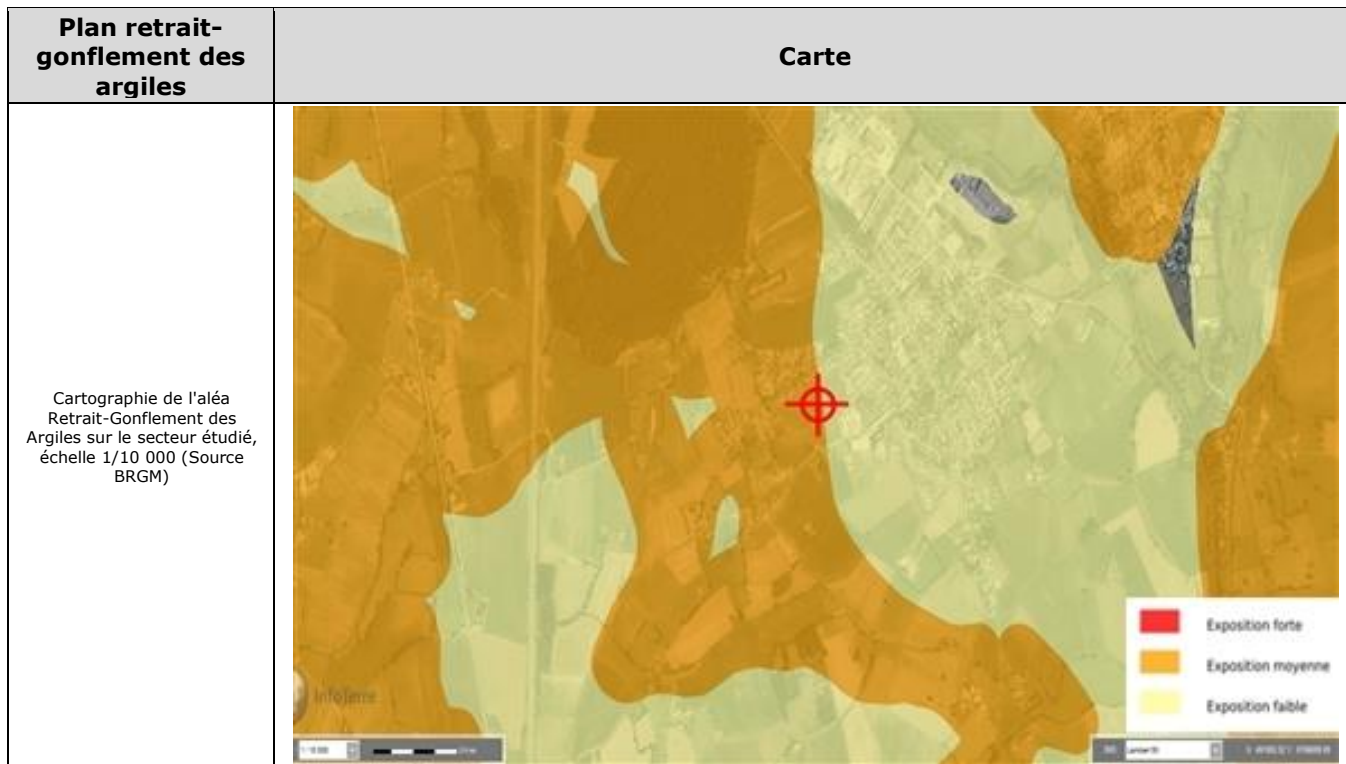 Plan retrait-
gonflement des
argiles
Carte
Cartographie de l'aléa
Retrait-Gonflement des
Argiles sur le secteur étudié,
échelle 1/10 000 (Source
BRGM)
InfoTerre
Exposition forte
Exposition moyenne
Exposition faible